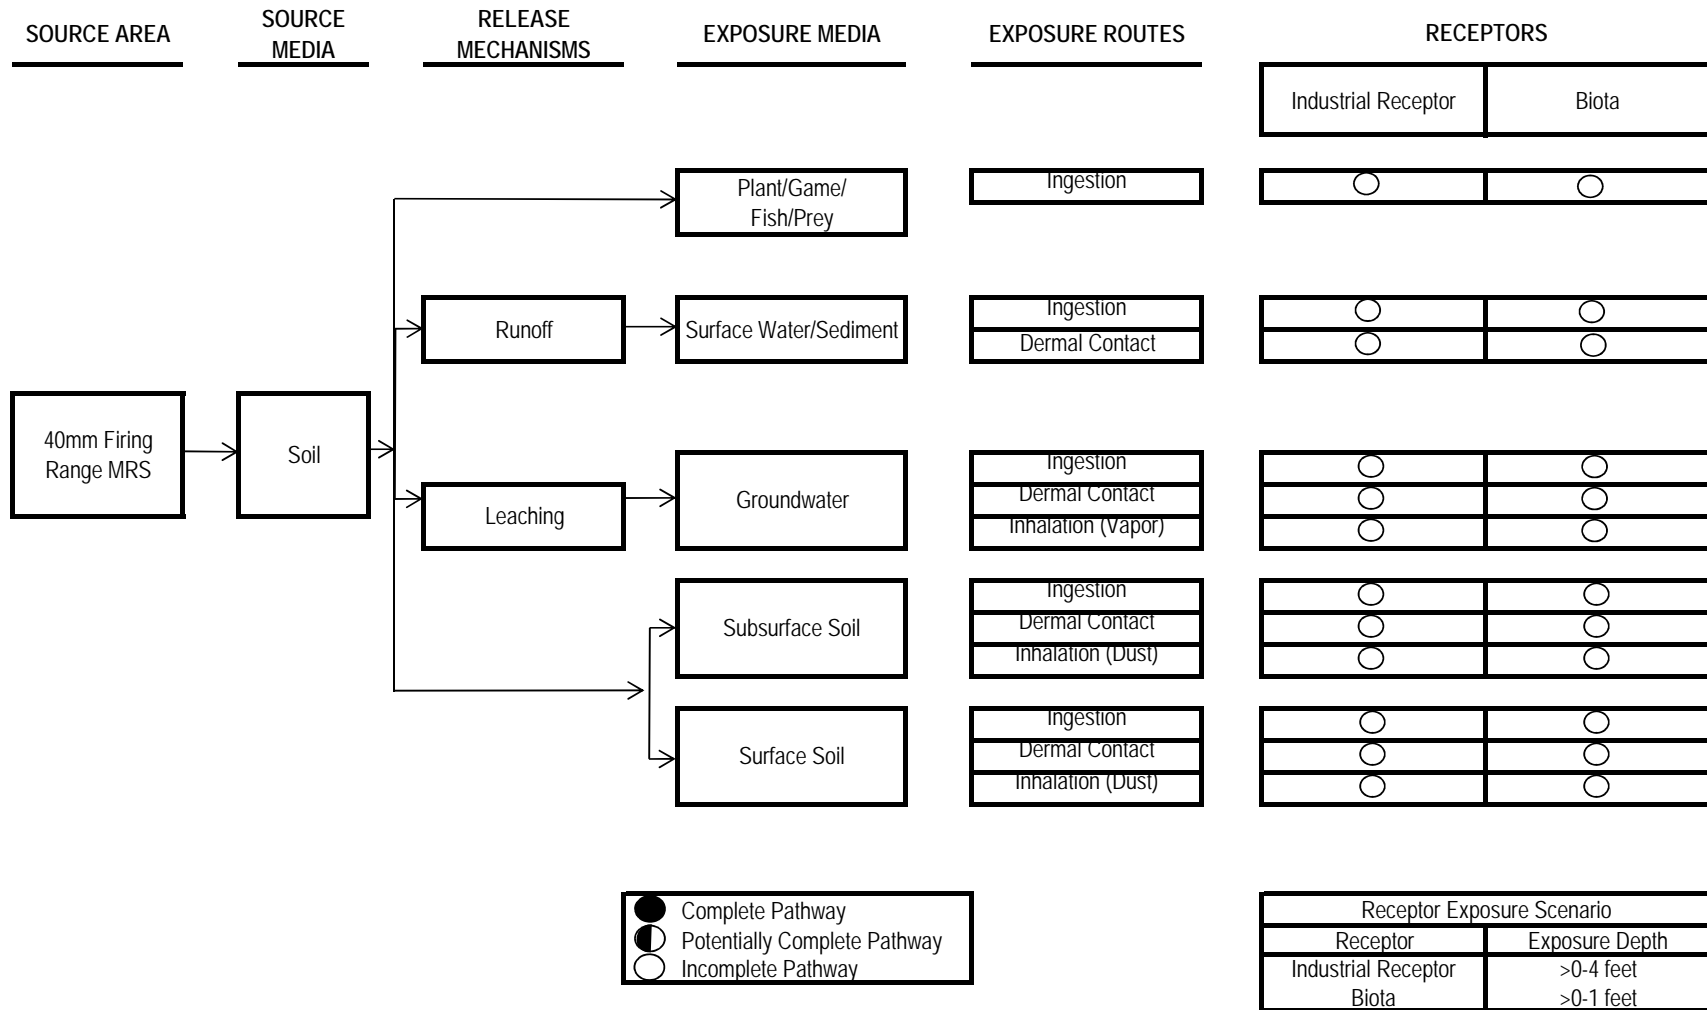 SOURCE AREA
SOURCE
MEDIA
RELEASE
MECHANISMS
EXPOSURE MEDIA
EXPOSURE ROUTES
RECEPTORS
Industrial Receptor
Biota
Plant/Game/
Fish/Prey
Ingestion
Runoff
Surface Water/Sediment
Ingestion
Dermal Contact
40mm Firing
Range MRS
Soil
Leaching
Groundwater
Ingestion
Dermal Contact
Inhalation (Vapor)
Subsurface Soil
Ingestion
Dermal Contact
Inhalation (Dust)
Surface Soil
Ingestion
Dermal Contact
Inhalation (Dust)
Complete Pathway
Potentially Complete Pathway
Incomplete Pathway
Receptor Exposure Scenario
Receptor Exposure Depth
Industrial Receptor >0-4 feet
Biota >0-1 feet